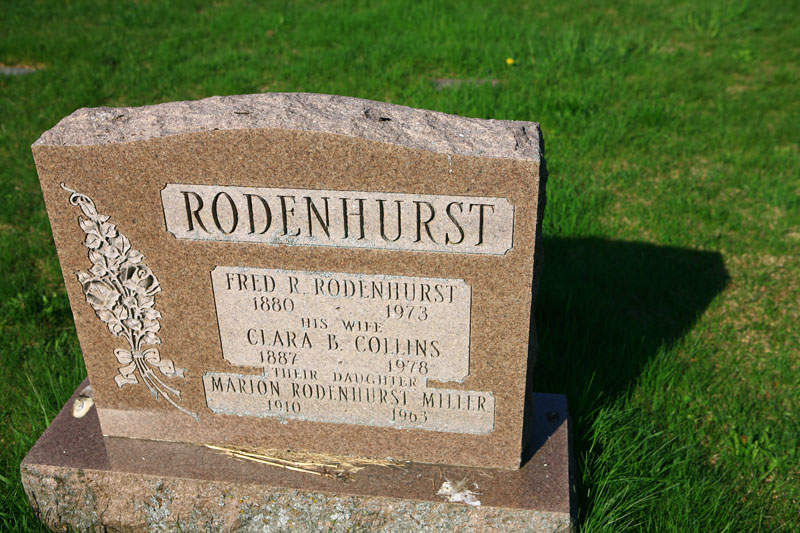 RODENHURST
FRED R. RODENHURST
1880 1973
HIS WIFE
CLARA B. COLLINS
1887 1978
THEIR DAUGHTER
MARION RODENHURST MILLER
1910 1963